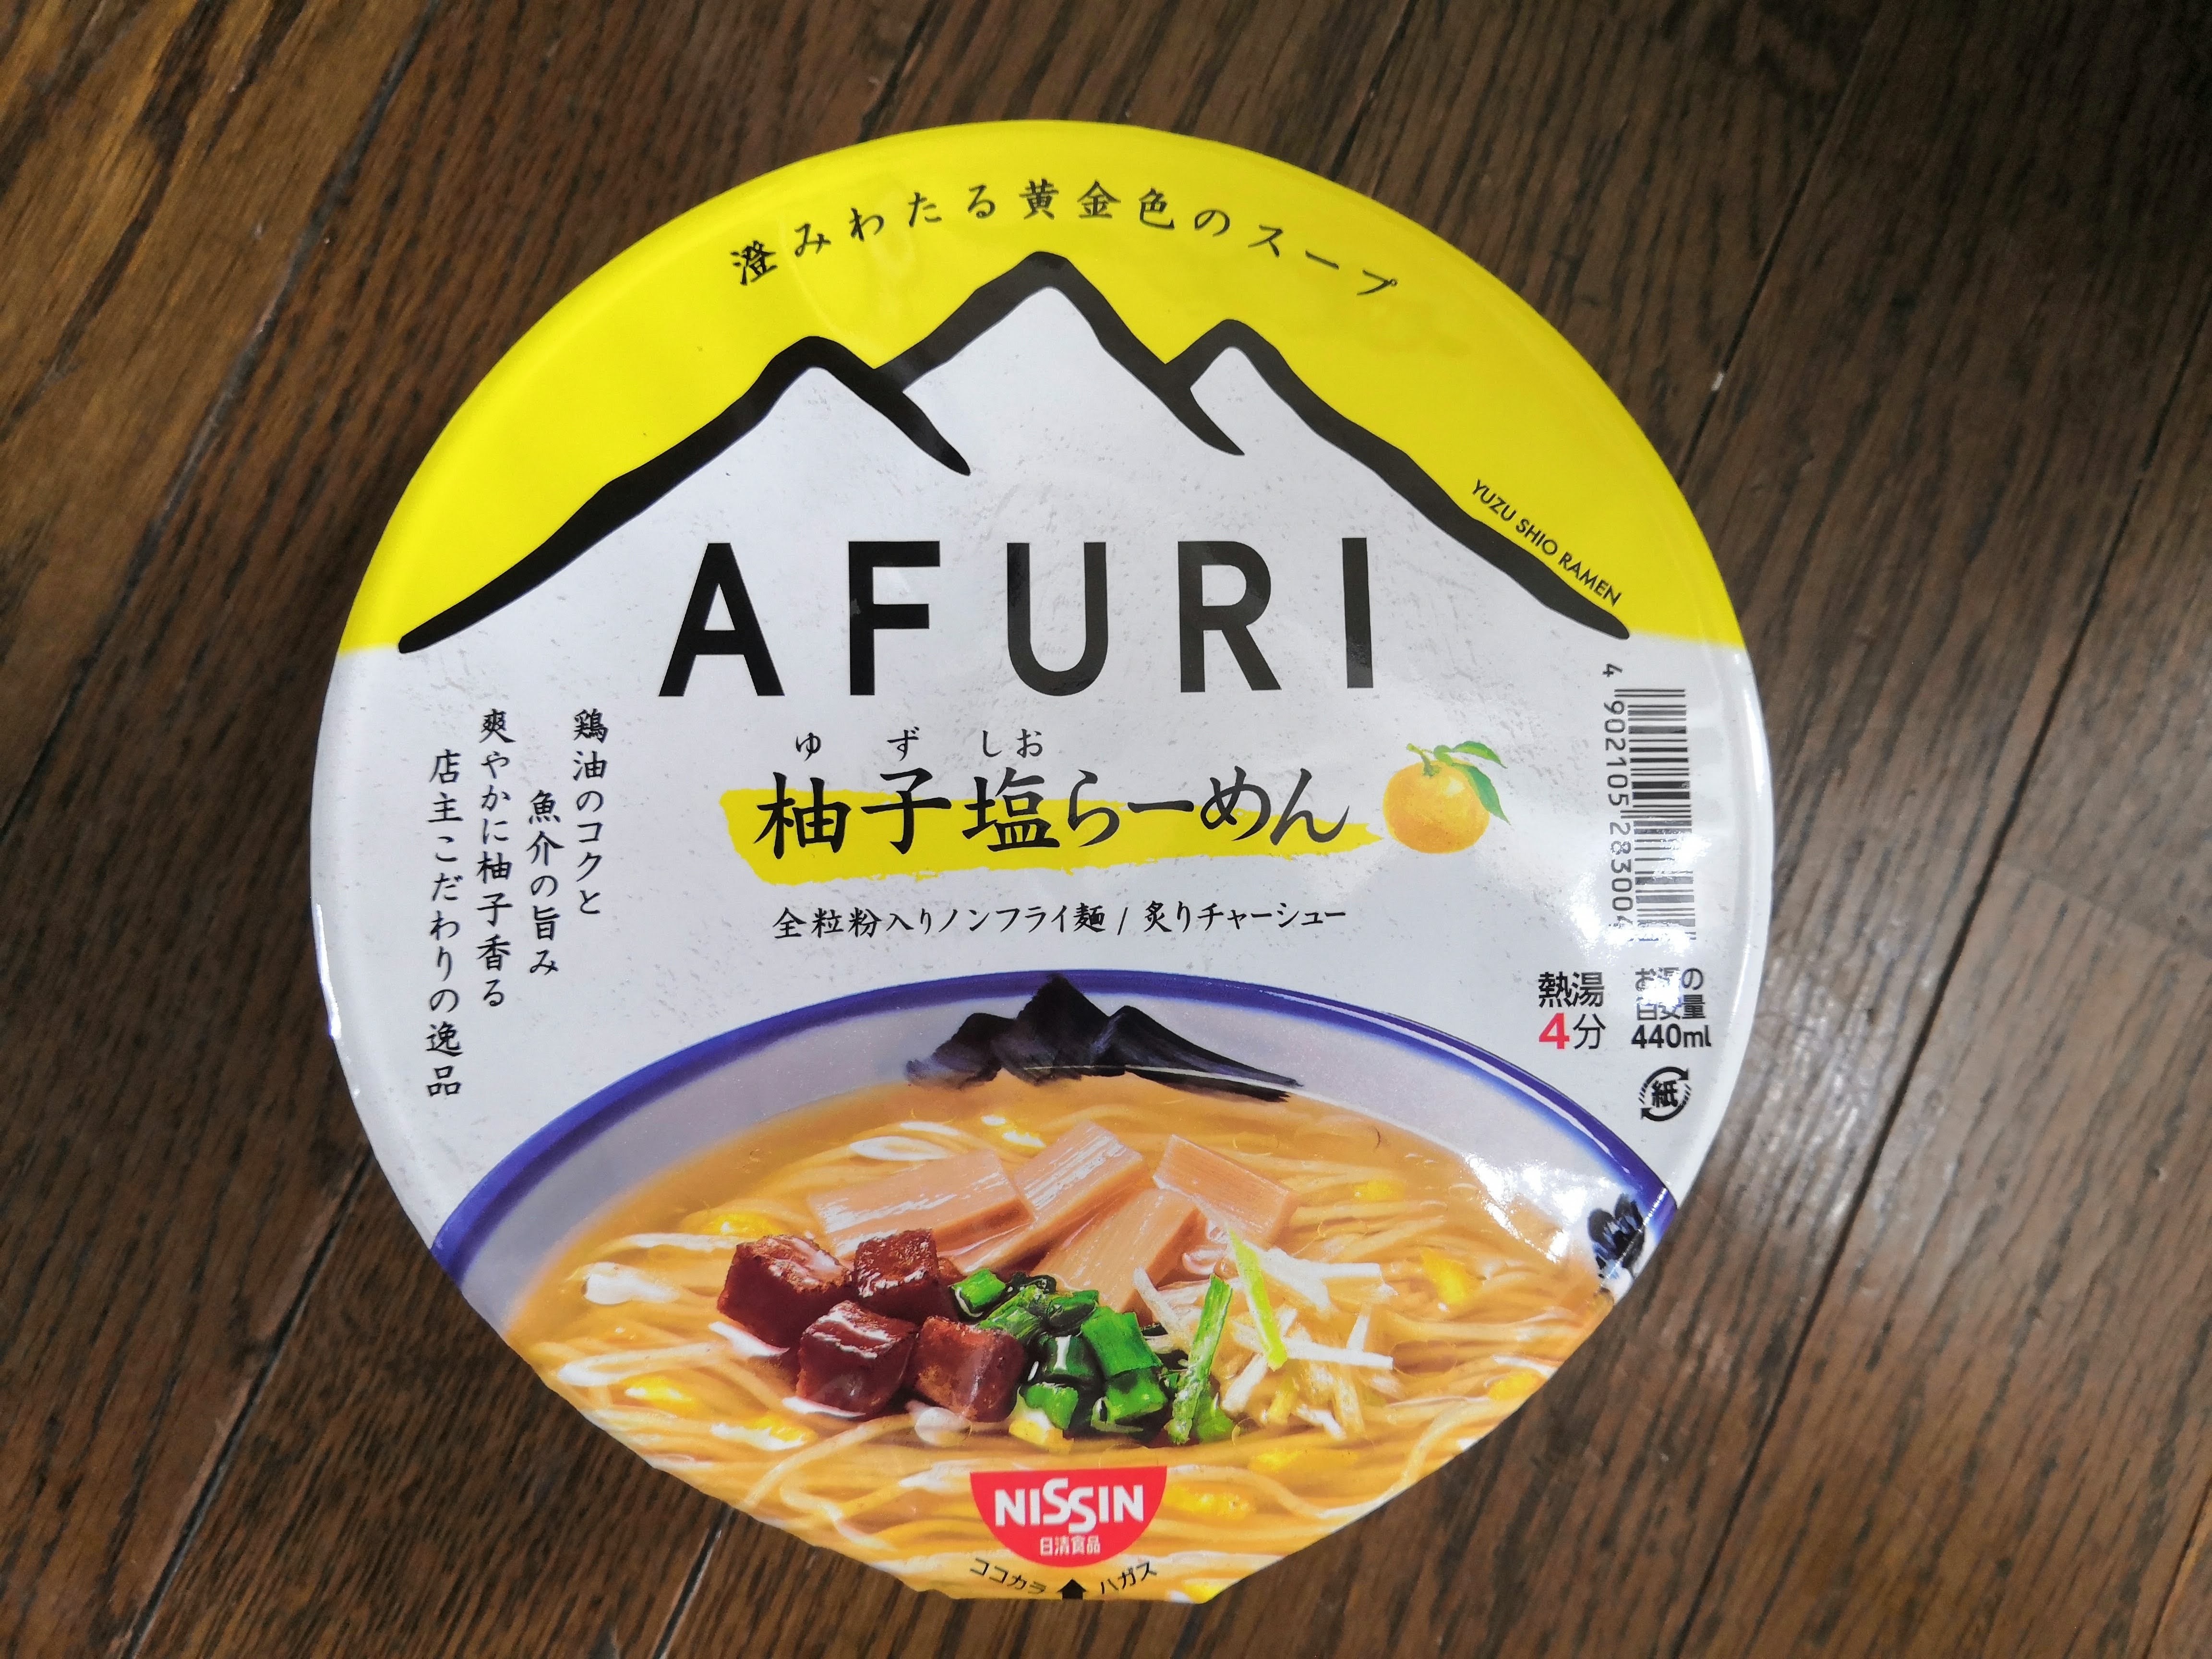 澄みわたる黄金色のスープ
YUZU SHIO RAMEN
AFURI
ゆずしお
柚子塩らーめん
全粒粉入りノンフライ麺 / 炙りチャーシュー
鶏油のコクと
魚介の旨み
爽やかに柚子香る
店主こだわりの逸品
4 902105 283004
熱湯
4分
お湯の
目安量
440ml
紙
NISSIN
日清食品
ココカラ ハガス